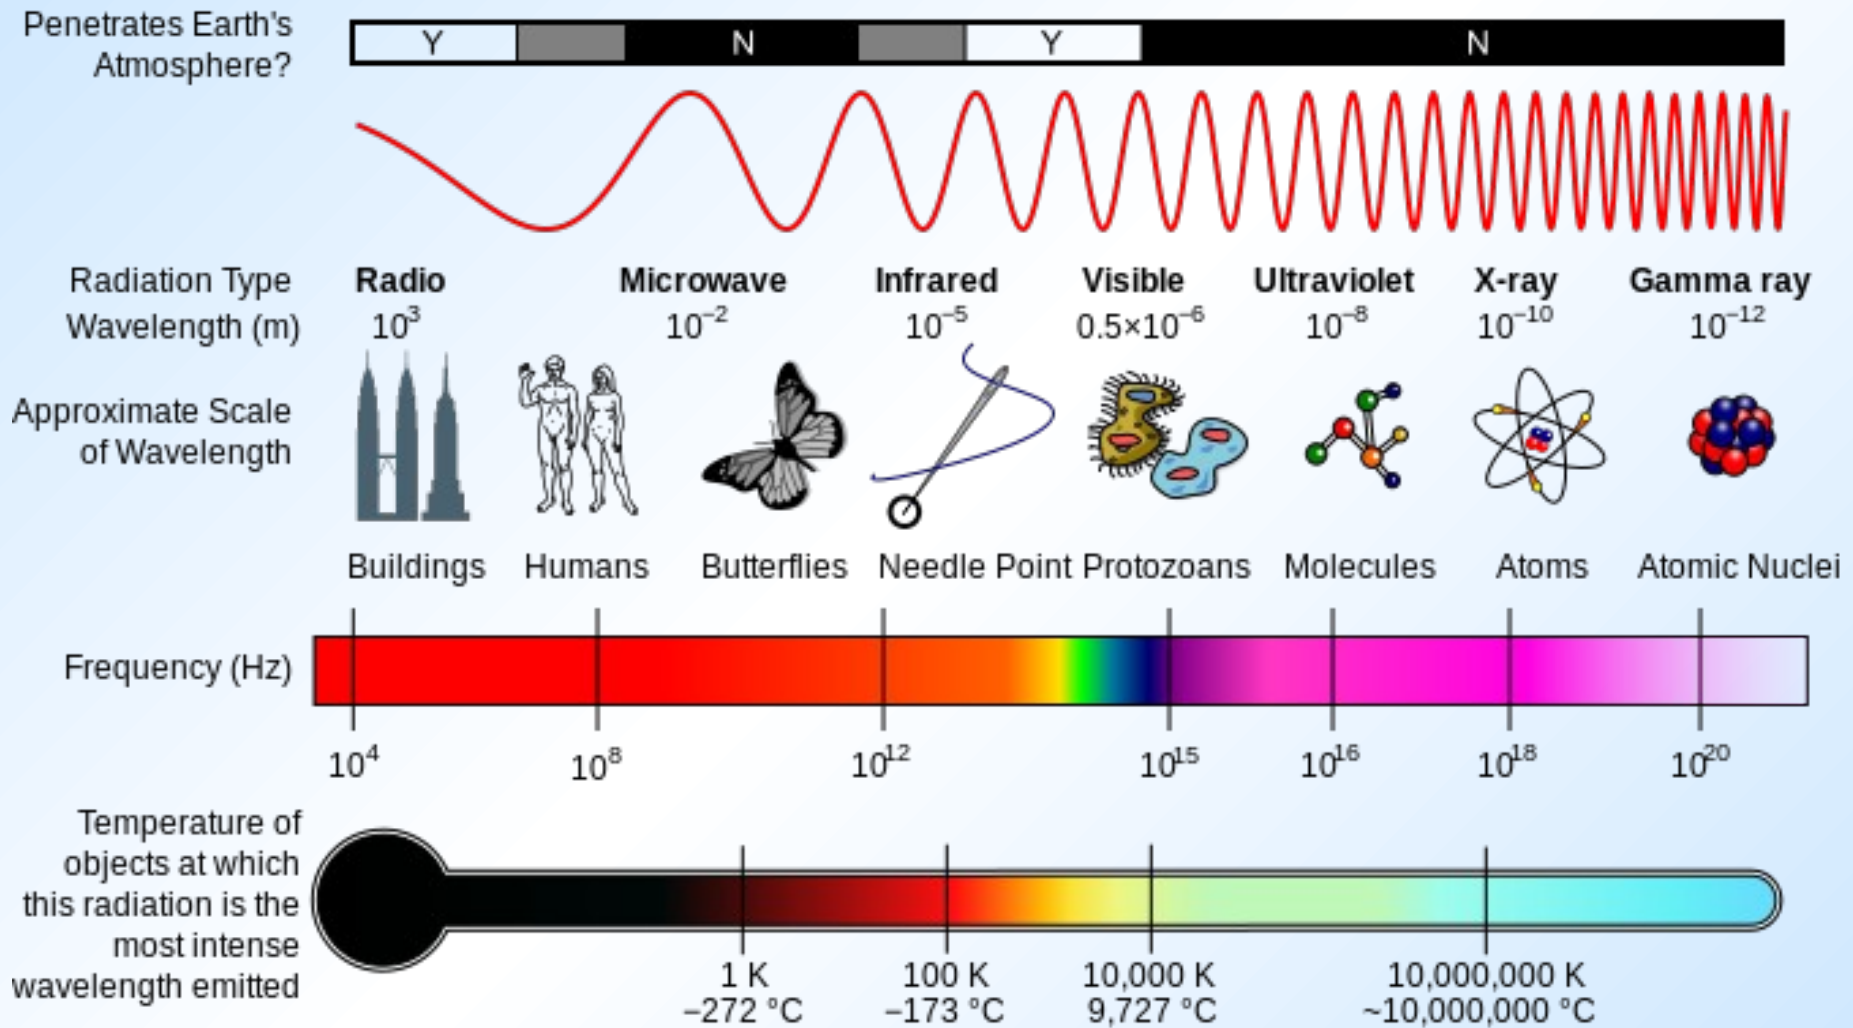 Penetrates Earth's
Atmosphere?
Y N Y N
Radiation Type Radio Microwave Infrared Visible Ultraviolet X-ray Gamma ray
Wavelength (m) 10³ 10⁻² 10⁻⁵ 0.5×10⁻⁶ 10⁻⁸ 10⁻¹⁰ 10⁻¹²
Approximate Scale
of Wavelength
Buildings Humans Butterflies Needle Point Protozoans Molecules Atoms Atomic Nuclei
Frequency (Hz)
10⁴ 10⁸ 10¹² 10¹⁵ 10¹⁶ 10¹⁸ 10²⁰
Temperature of
objects at which
this radiation is the
most intense
wavelength emitted
1 K 100 K 10,000 K 10,000,000 K
−272 °C −173 °C 9,727 °C ~10,000,000 °C